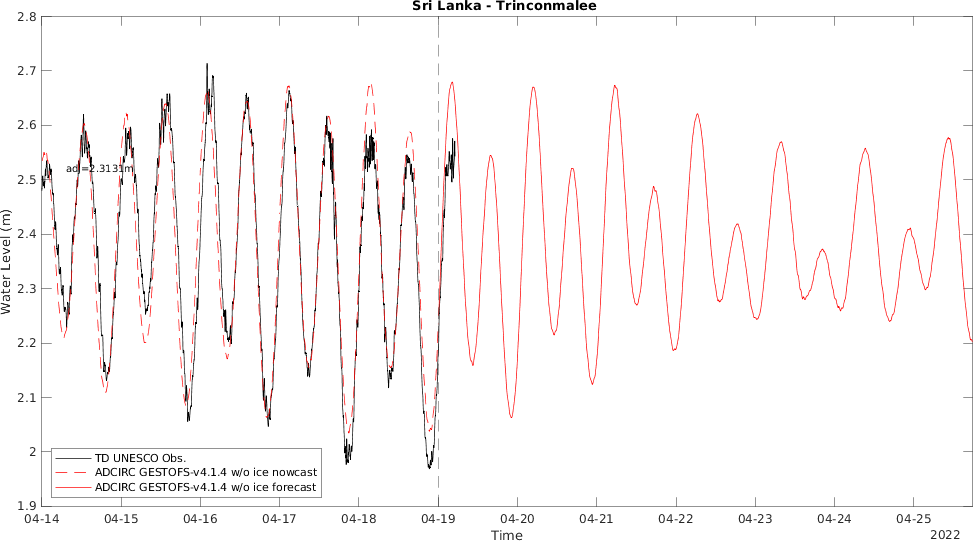 Sri Lanka - Trinconmalee
2.8
2.7
2.6
2.5
2.4
2.3
2.2
2.1
2
1.9
Water Level (m)
adj=2.3131m
TD UNESCO Obs.
ADCIRC GESTOFS-v4.1.4 w/o ice nowcast
ADCIRC GESTOFS-v4.1.4 w/o ice forecast
04-14 04-15 04-16 04-17 04-18 04-19 04-20 04-21 04-22 04-23 04-24 04-25
Time
2022